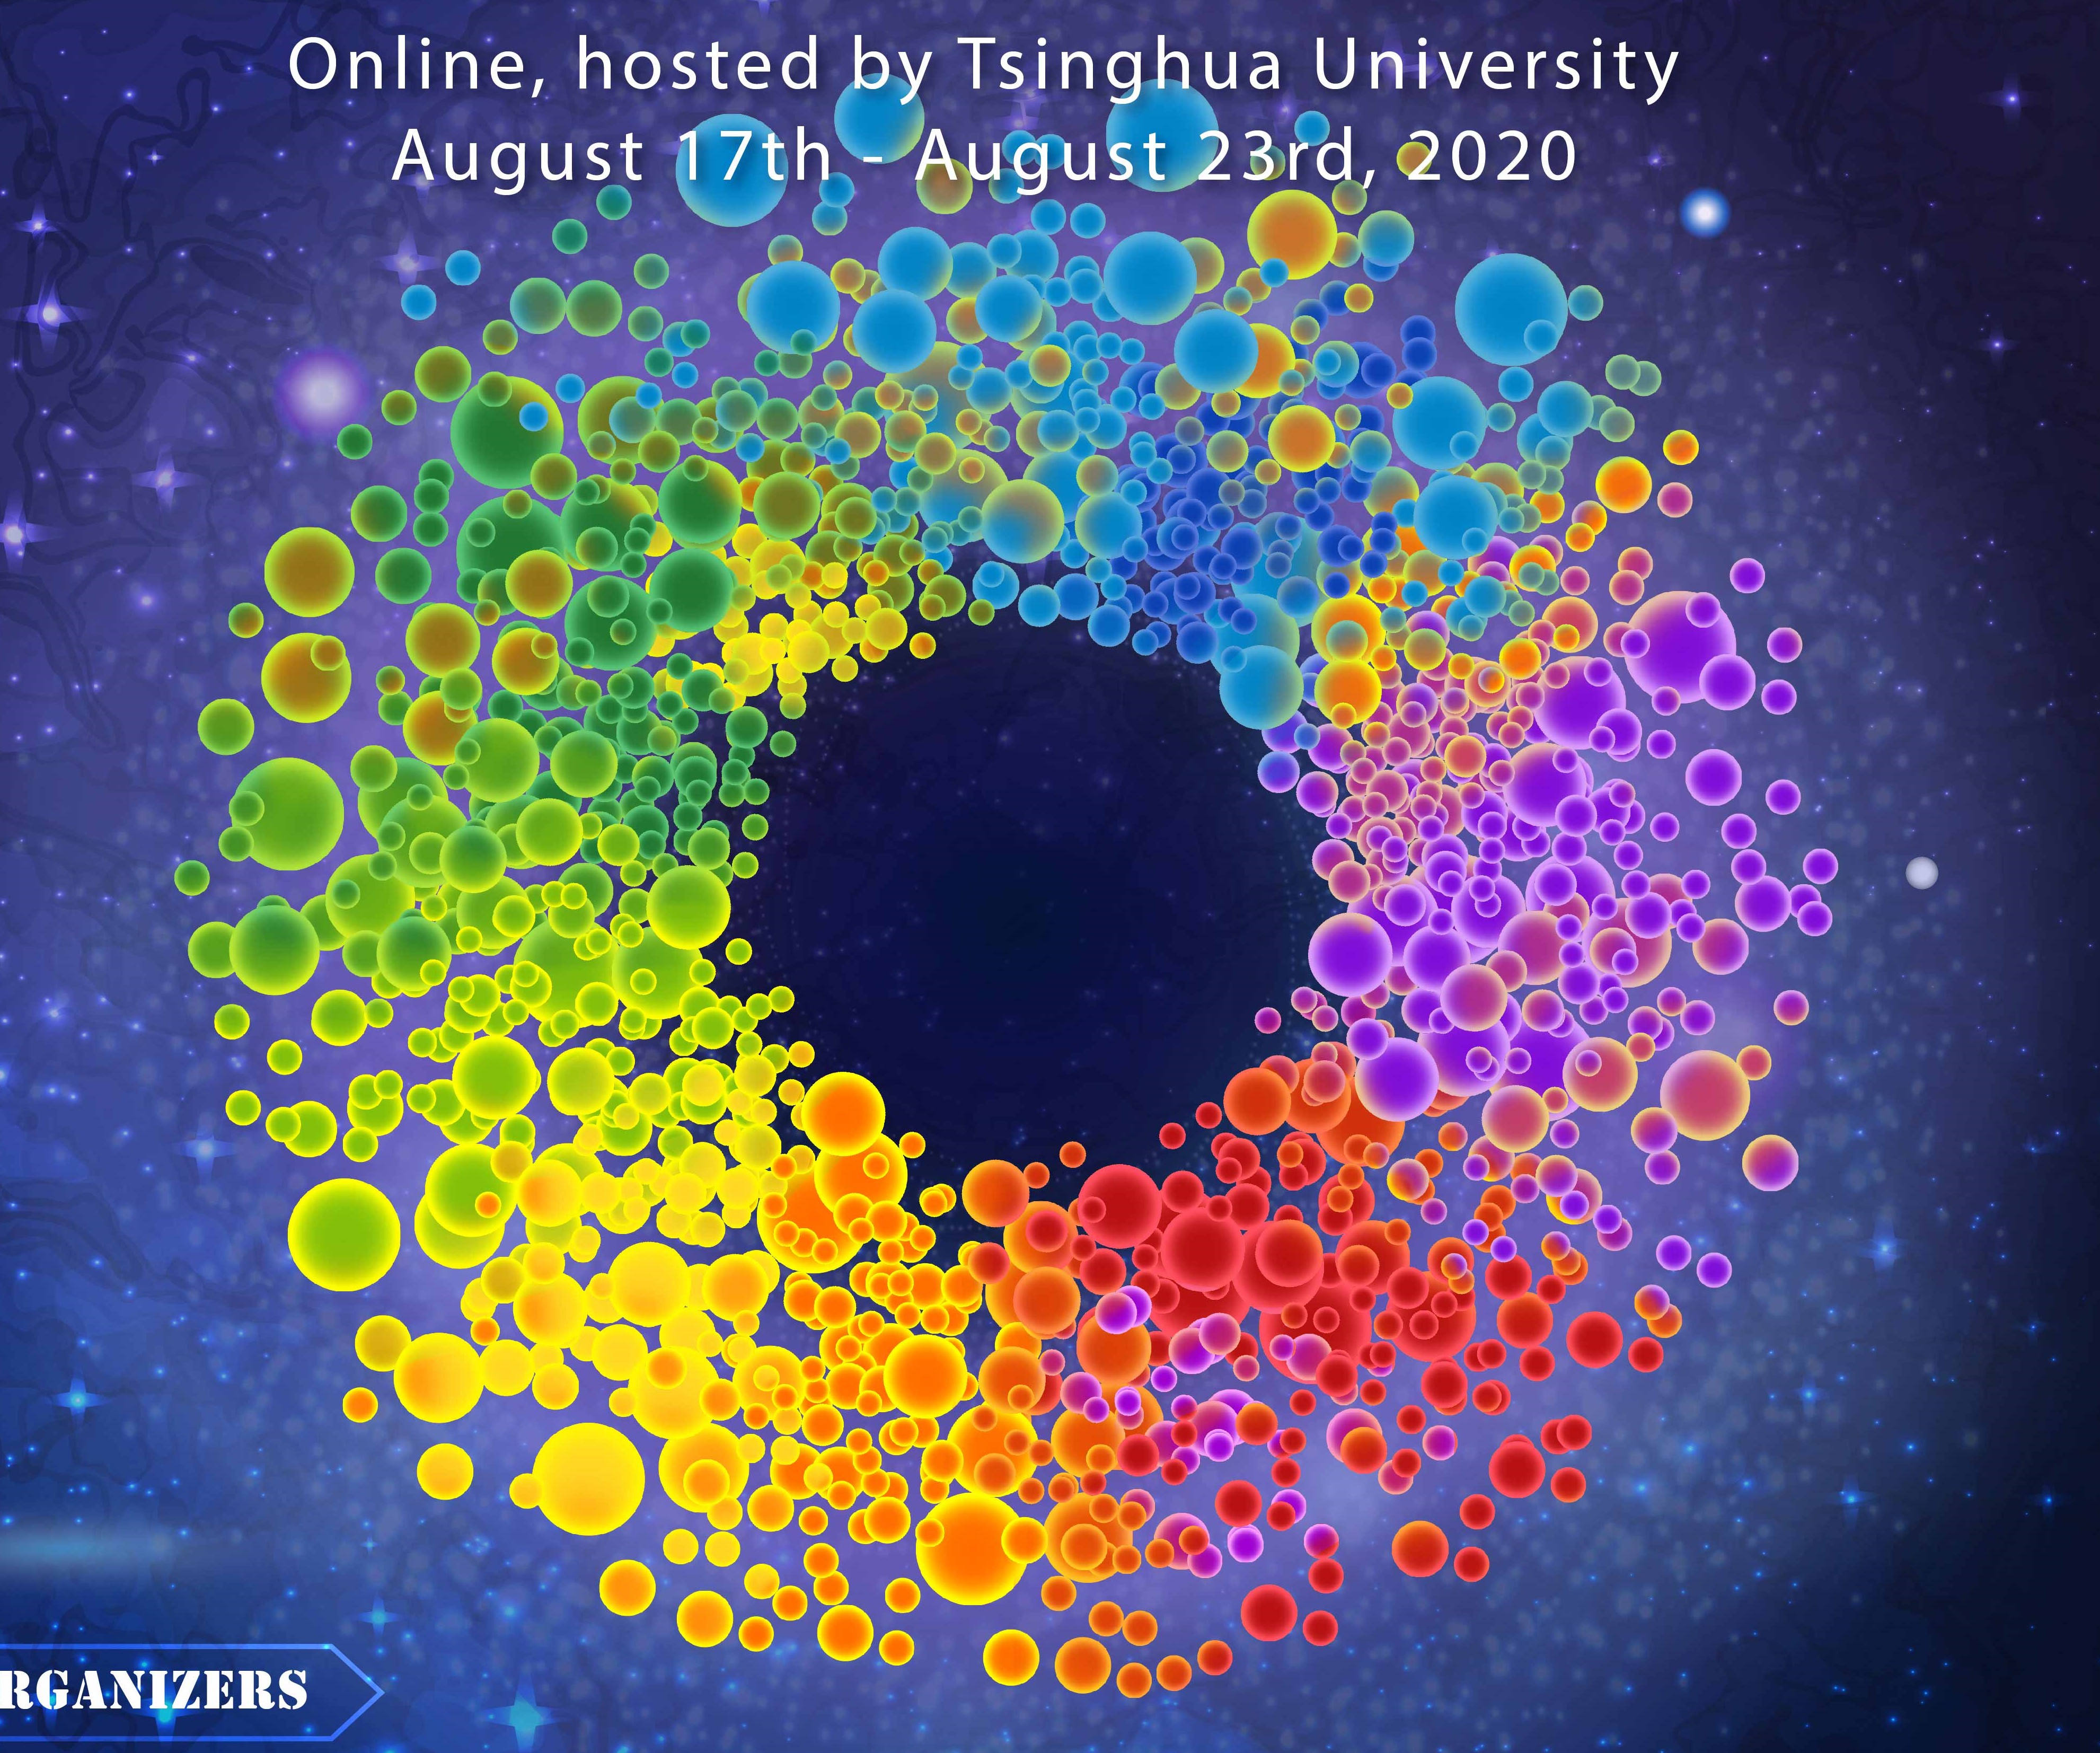 Online, hosted by Tsinghua University
August 17th - August 23rd, 2020
RGANIZERS